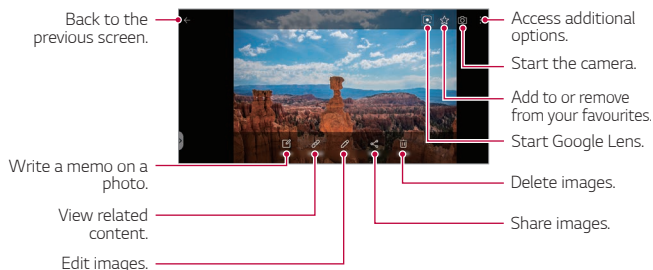 Back to the
previous screen.
Access additional
options.
Start the camera.
Add to or remove
from your favourites.
Start Google Lens.
Write a memo on a
photo.
Delete images.
View related
content.
Share images.
Edit images.